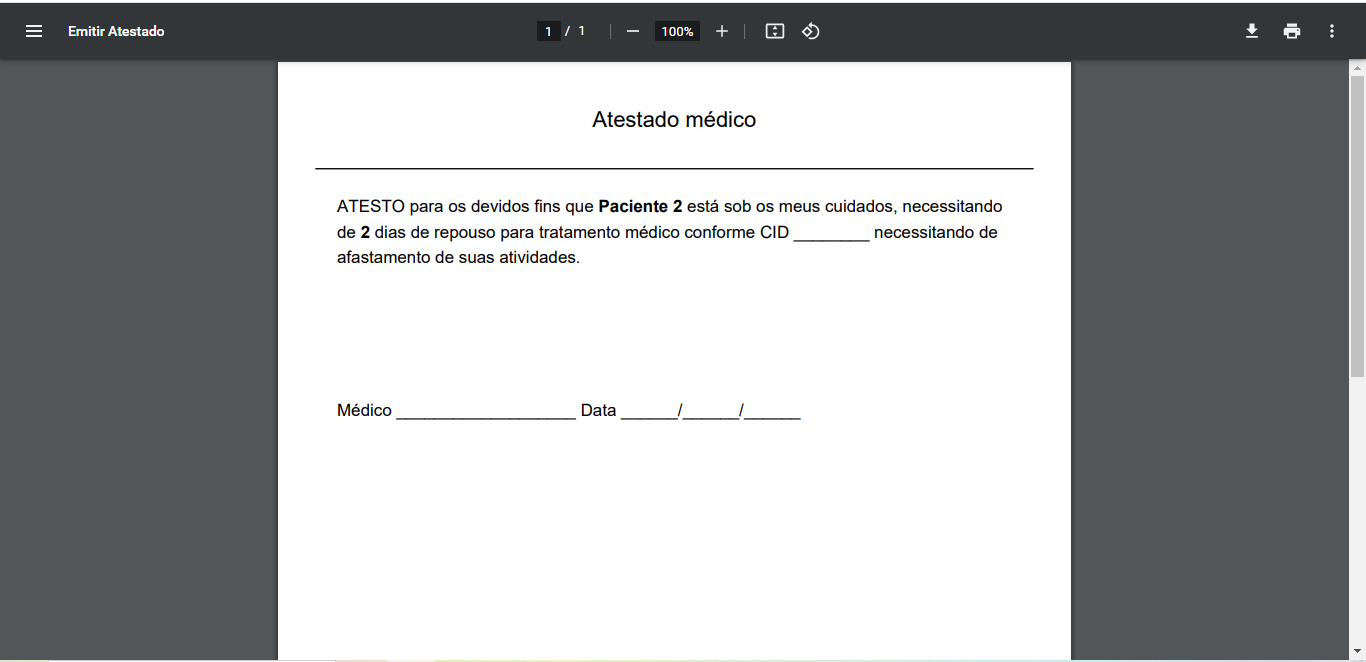 Emitir Atestado
1 / 1
100%
Atestado médico
ATESTO para os devidos fins que Paciente 2 está sob os meus cuidados, necessitando
de 2 dias de repouso para tratamento médico conforme CID ________ necessitando de
afastamento de suas atividades.
Médico ___________________ Data ______/______/______